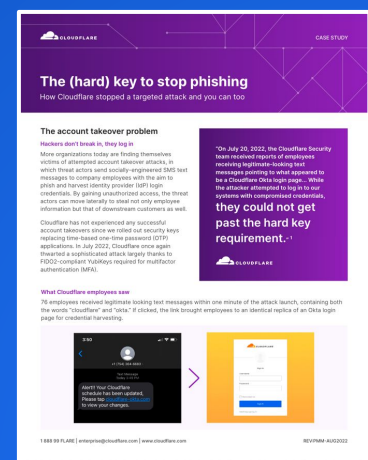 CLOUDFLARE
CASE STUDY
The (hard) key to stop phishing
How Cloudflare stopped a targeted attack and you can too
The account takeover problem
Hackers don't break in, they log in
More organizations today are finding themselves
victims of attempted account takeover attacks, in
which threat actors send socially-engineered SMS text
messages to company employees with the aim to
phish and harvest identity provider (IdP) login
credentials. By gaining unauthorized access, the threat
actors can move laterally to steal not only employee
information but that of downstream customers as well.
Cloudflare has not experienced any successful
account takeovers since we rolled out security keys
replacing time-based one-time password (OTP)
applications. In July 2022, Cloudflare once again
thwarted a sophisticated attack largely thanks to
FIDO2-compliant YubiKeys required for multifactor
authentication (MFA).
"On July 20, 2022, the Cloudflare Security
team received reports of employees
receiving legitimate-looking text
messages pointing to what appeared to
be a Cloudflare Okta login page... While
the attacker attempted to log in to our
systems with compromised credentials,
they could not get
past the hard key
requirement." 1
CLOUDFLARE
What Cloudflare employees saw
76 employees received legitimate looking text messages within one minute of the attack launch, containing both
the words "cloudflare" and "okta." If clicked, the link brought employees to an identical replica of an Okta login
page for credential harvesting.
Text Message
Alert!! Your Cloudflare
schedule has been updated,
Please tap cloudflare-okta.com
to view your changes.
CLOUDFLARE
1 888 99 FLARE | enterprise@cloudflare.com | www.cloudflare.com
REV:PMM-AUG2022